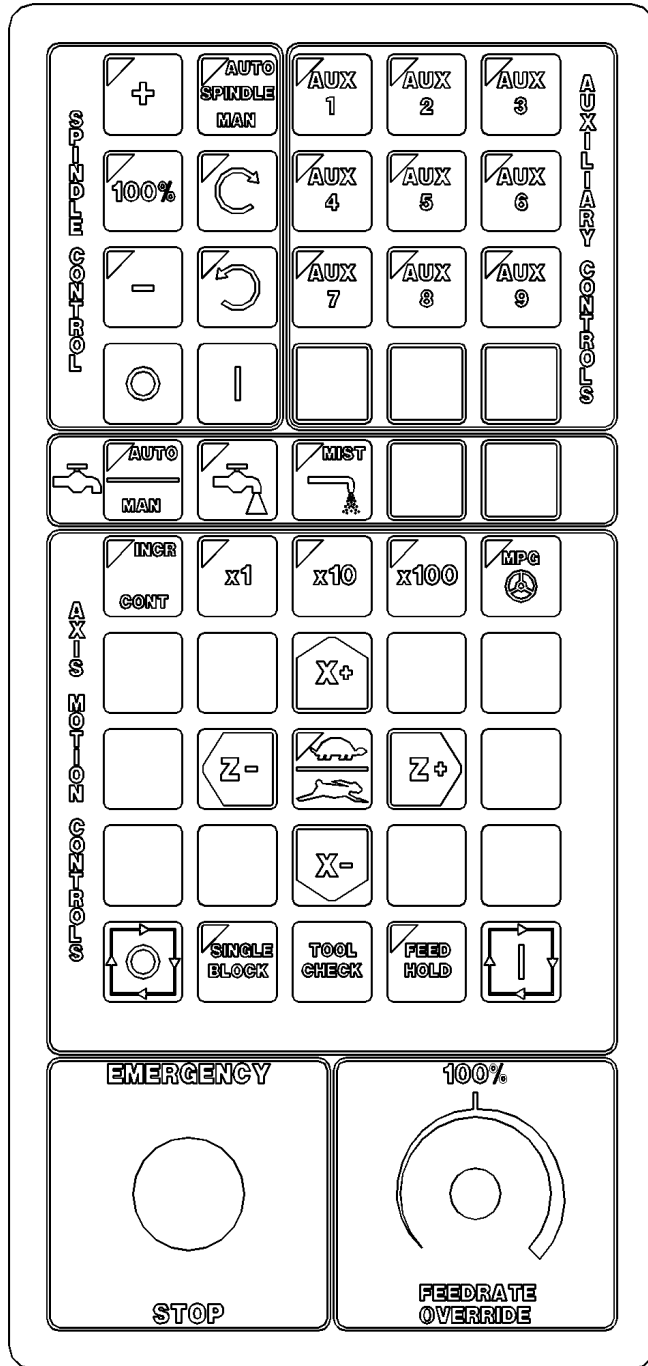 SPINDLE CONTROL
+
AUTO
SPINDLE
MAN
100%
-
AUX
1
AUX
2
AUX
3
AUX
4
AUX
5
AUX
6
AUX
7
AUX
8
AUX
9
AUXILIARY CONTROLS
AUTO
MAN
MIST
AXIS MOTION CONTROLS
INCR
CONT
x1
x10
x100
MPG
X+
Z-
Z+
X-
SINGLE
BLOCK
TOOL
CHECK
FEED
HOLD
EMERGENCY
STOP
100%
FEEDRATE
OVERRIDE